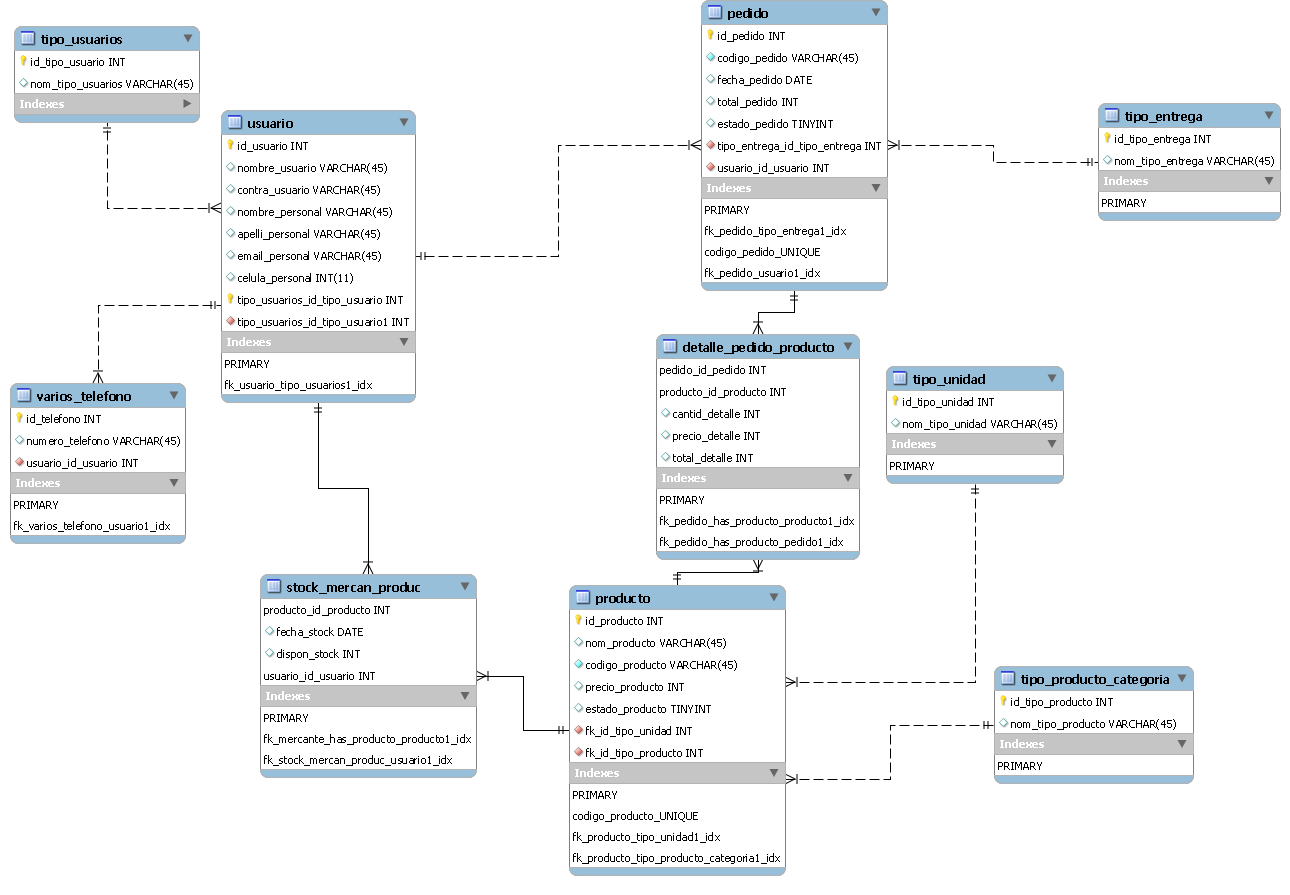 tipo_usuarios
id_tipo_usuario INT
nom_tipo_usuarios VARCHAR(45)
Indexes
usuario
id_usuario INT
nombre_usuario VARCHAR(45)
contra_usuario VARCHAR(45)
nombre_personal VARCHAR(45)
apelli_personal VARCHAR(45)
email_personal VARCHAR(45)
celula_personal INT(11)
tipo_usuarios_id_tipo_usuario INT
tipo_usuarios_id_tipo_usuario1 INT
Indexes
PRIMARY
fk_usuario_tipo_usuarios1_idx
varios_telefono
id_telefono INT
numero_telefono VARCHAR(45)
usuario_id_usuario INT
Indexes
PRIMARY
fk_varios_telefono_usuario1_idx
pedido
id_pedido INT
codigo_pedido VARCHAR(45)
fecha_pedido DATE
total_pedido INT
estado_pedido TINYINT
tipo_entrega_id_tipo_entrega INT
usuario_id_usuario INT
Indexes
PRIMARY
fk_pedido_tipo_entrega1_idx
codigo_pedido_UNIQUE
fk_pedido_usuario1_idx
tipo_entrega
id_tipo_entrega INT
nom_tipo_entrega VARCHAR(45)
Indexes
PRIMARY
detalle_pedido_producto
pedido_id_pedido INT
producto_id_producto INT
cantid_detalle INT
precio_detalle INT
total_detalle INT
Indexes
PRIMARY
fk_pedido_has_producto_producto1_idx
fk_pedido_has_producto_pedido1_idx
tipo_unidad
id_tipo_unidad INT
nom_tipo_unidad VARCHAR(45)
Indexes
PRIMARY
stock_mercan_produc
producto_id_producto INT
fecha_stock DATE
dispon_stock INT
usuario_id_usuario INT
Indexes
PRIMARY
fk_mercante_has_producto_producto1_idx
fk_stock_mercan_produc_usuario1_idx
producto
id_producto INT
nom_producto VARCHAR(45)
codigo_producto VARCHAR(45)
precio_producto INT
estado_producto TINYINT
fk_id_tipo_unidad INT
fk_id_tipo_producto INT
Indexes
PRIMARY
codigo_producto_UNIQUE
fk_producto_tipo_unidad1_idx
fk_producto_tipo_producto_categoria1_idx
tipo_producto_categoria
id_tipo_producto INT
nom_tipo_producto VARCHAR(45)
Indexes
PRIMARY